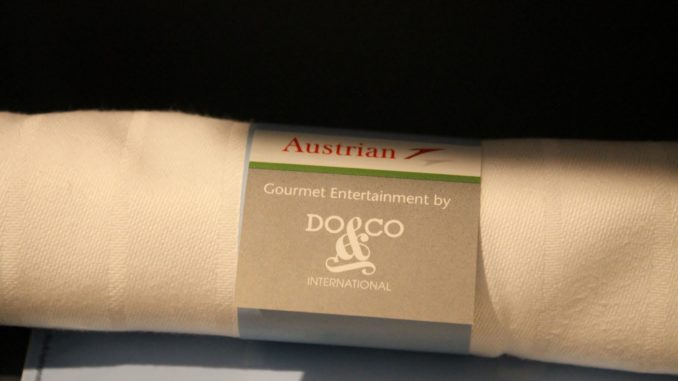 Austrian
Gourmet Entertainment by
DO & CO
INTERNATIONAL